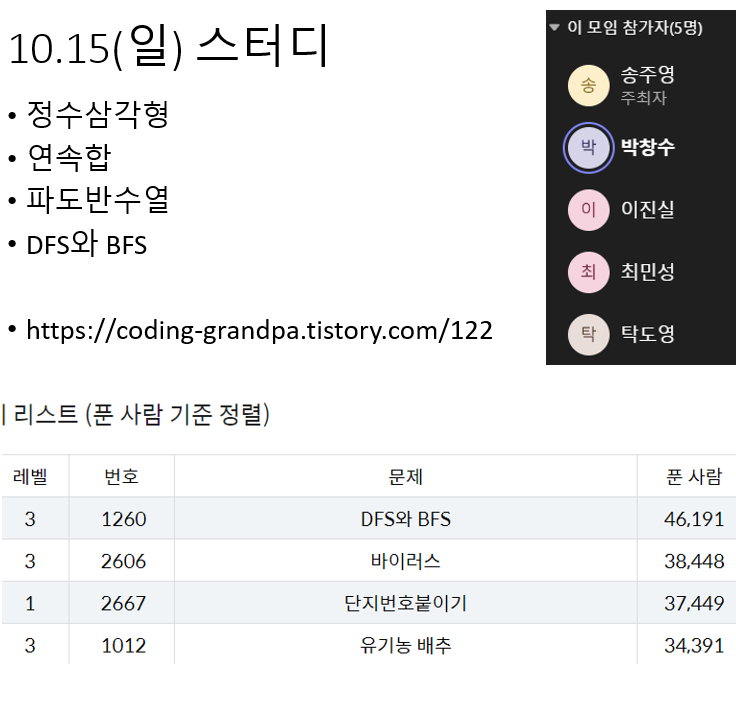 10.15(일) 스터디
• 정수삼각형
• 연속합
• 파도반수열
• DFS와 BFS
• https://coding-grandpa.tistory.com/122
이 모임 참가자(5명)
송 송주영
주최자
박 박창수
이 이진실
최 최민성
탁 탁도영
리스트 (푼 사람 기준 정렬)
레벨 번호 문제 푼 사람
3 1260 DFS와 BFS 46,191
3 2606 바이러스 38,448
1 2667 단지번호붙이기 37,449
3 1012 유기농 배추 34,391